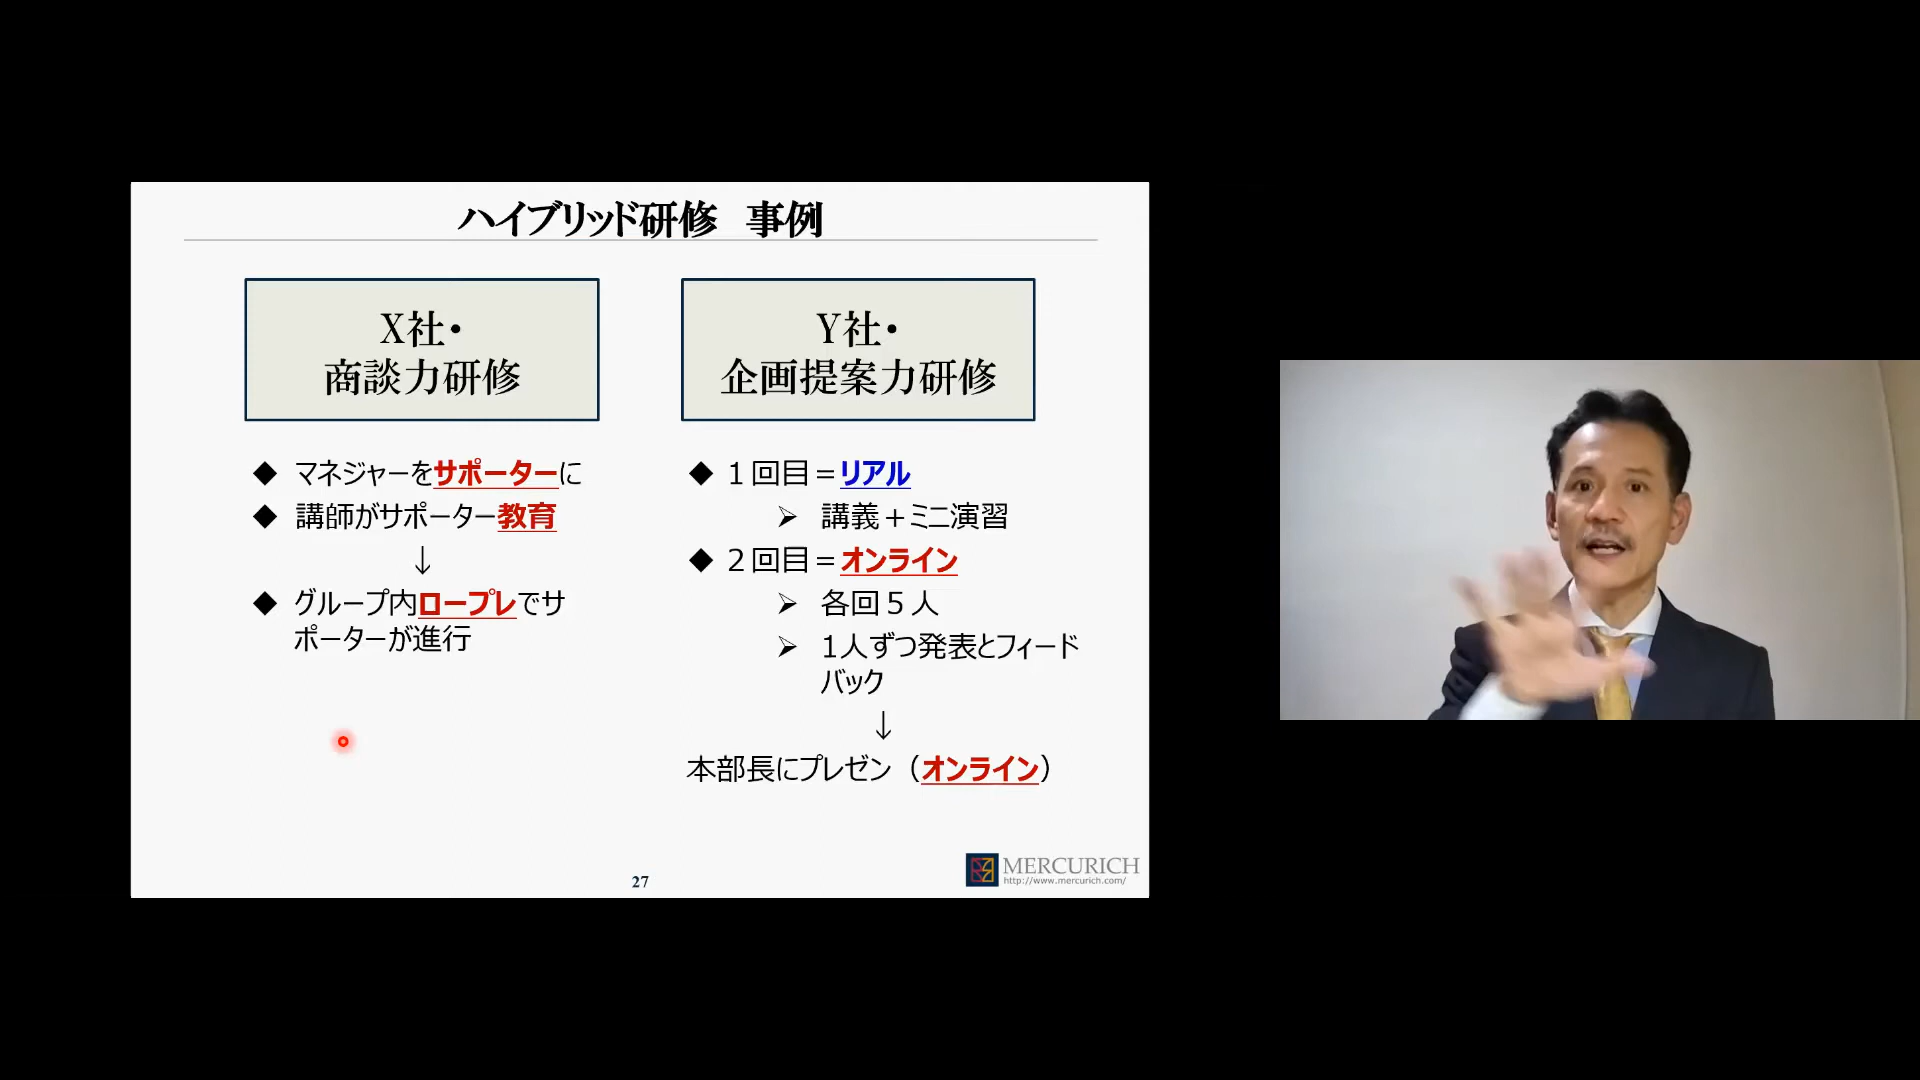 ハイブリッド研修　事例
X社・
商談力研修
◆ マネジャーをサポーターに
◆ 講師がサポーター教育
↓
◆ グループ内ロープレでサ
ポーターが進行
Y社・
企画提案力研修
◆ １回目＝リアル
➢ 講義＋ミニ演習
◆ ２回目＝オンライン
➢ 各回５人
➢ 1人ずつ発表とフィード
バック
↓
本部長にプレゼン（オンライン）
27
MERCURICH
http://www.mercurich.com/